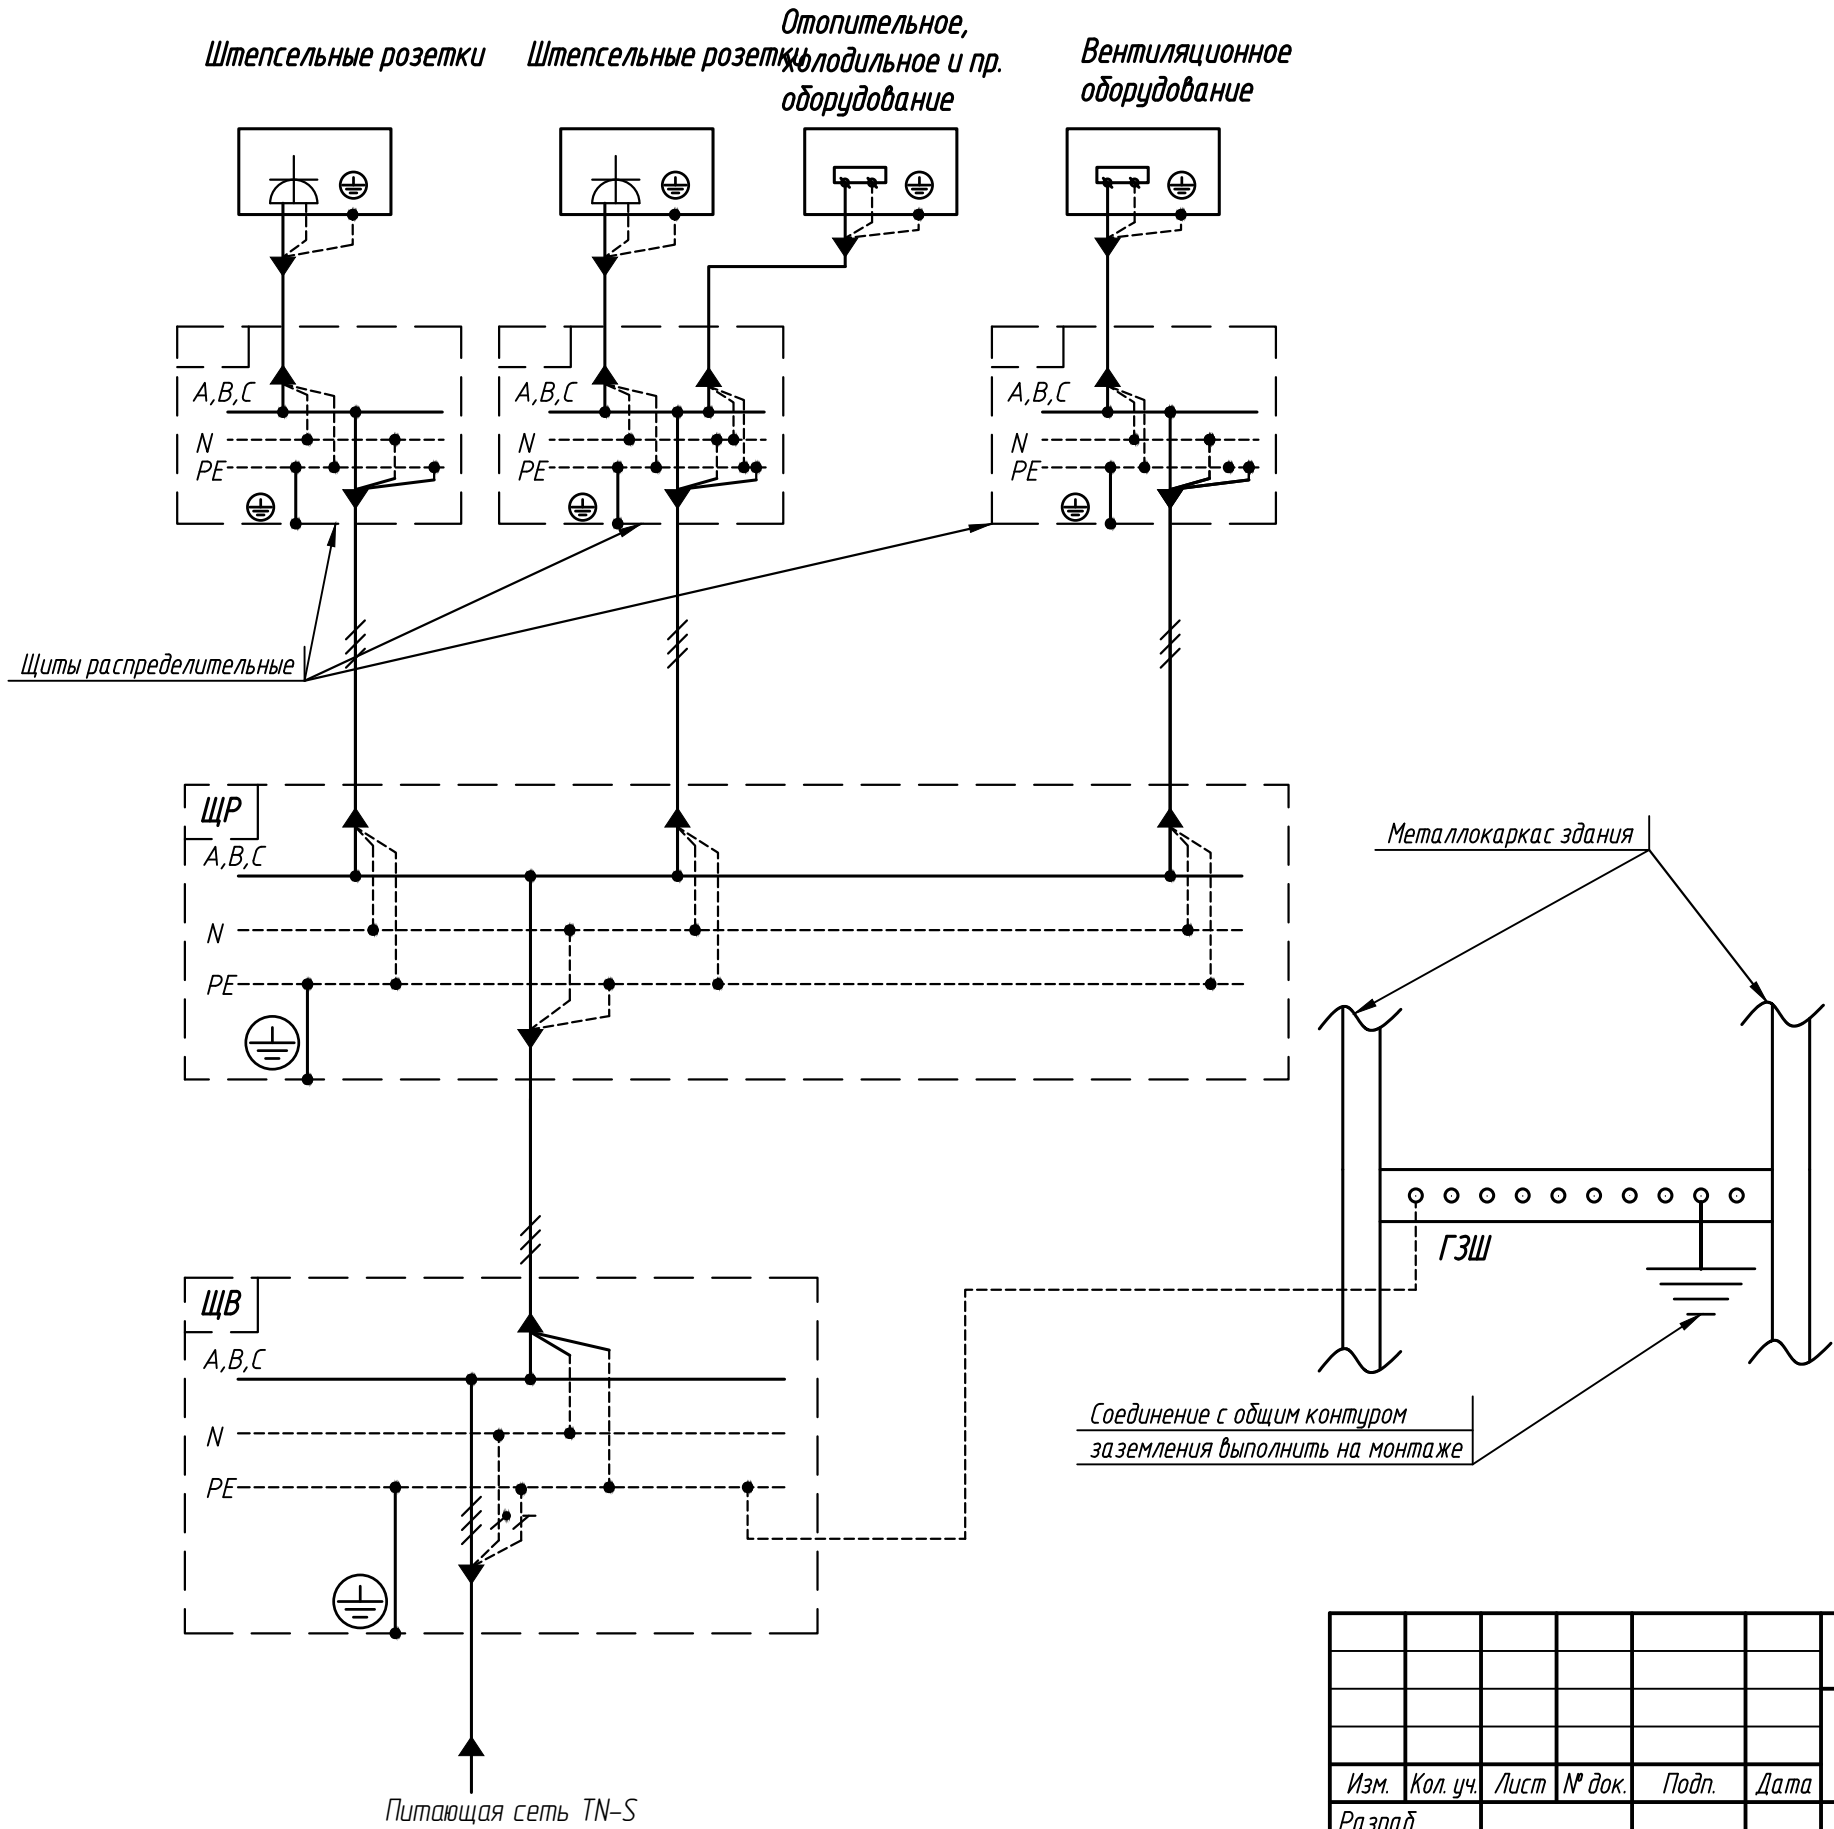 Штепсельные розетки
Штепсельные розетки
Отопительное,
холодильное и пр.
оборудование
Вентиляционное
оборудование
A,B,C
N
PE
A,B,C
N
PE
A,B,C
N
PE
Щиты распределительные
ЩР
A,B,C
N
PE
Металлокаркас здания
ГЗШ
ЩВ
A,B,C
N
PE
Соединение с общим контуром
заземления выполнить на монтаже
Питающая сеть TN-S
Изм. Кол. уч. Лист № док. Подп. Дата
Разраб